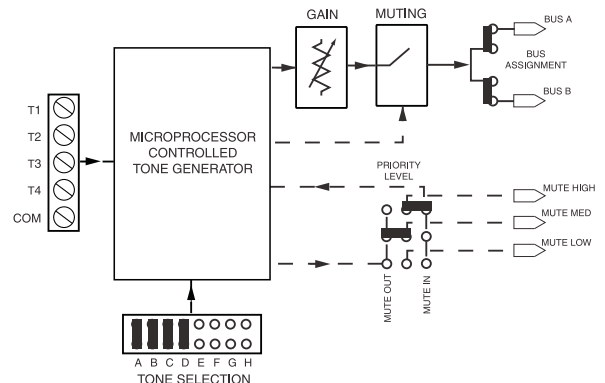 GAIN
MUTING
BUS A
BUS
ASSIGNMENT
BUS B
T1
T2
T3
T4
COM
MICROPROCESSOR
CONTROLLED
TONE GENERATOR
PRIORITY
LEVEL
MUTE HIGH
MUTE MED
MUTE LOW
MUTE OUT
MUTE IN
A B C D E F G H
TONE SELECTION